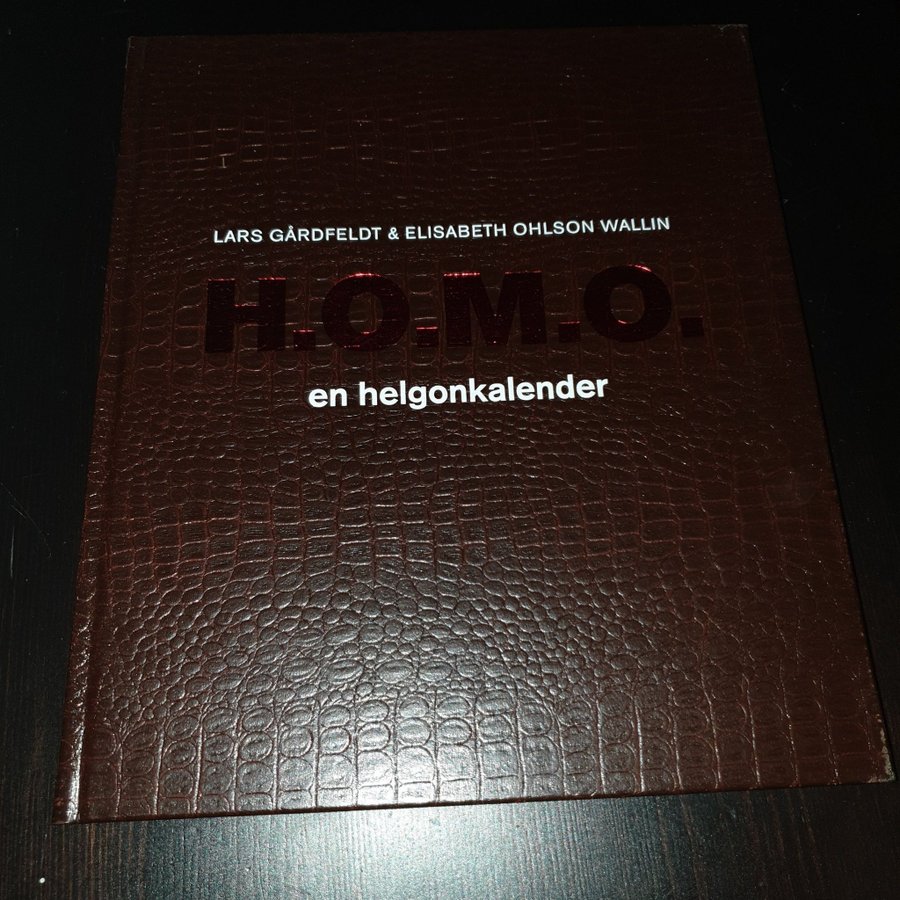 LARS GÅRDFELDT & ELISABETH OHLSON WALLIN
H.O.M.O.
en helgonkalender